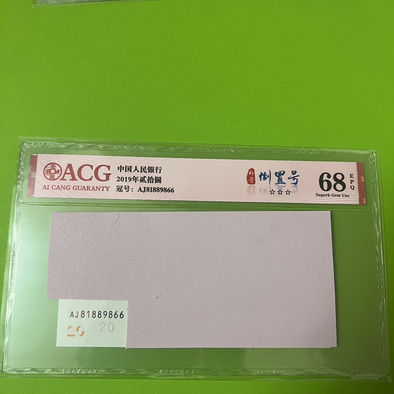 ACG
AI CANG GUARANTY
中国人民银行
2019年贰拾圆
冠号：AJ81889866
倒置号
☆☆☆
68 EPQ
Superb Gem Unc
AJ81889866
20 20